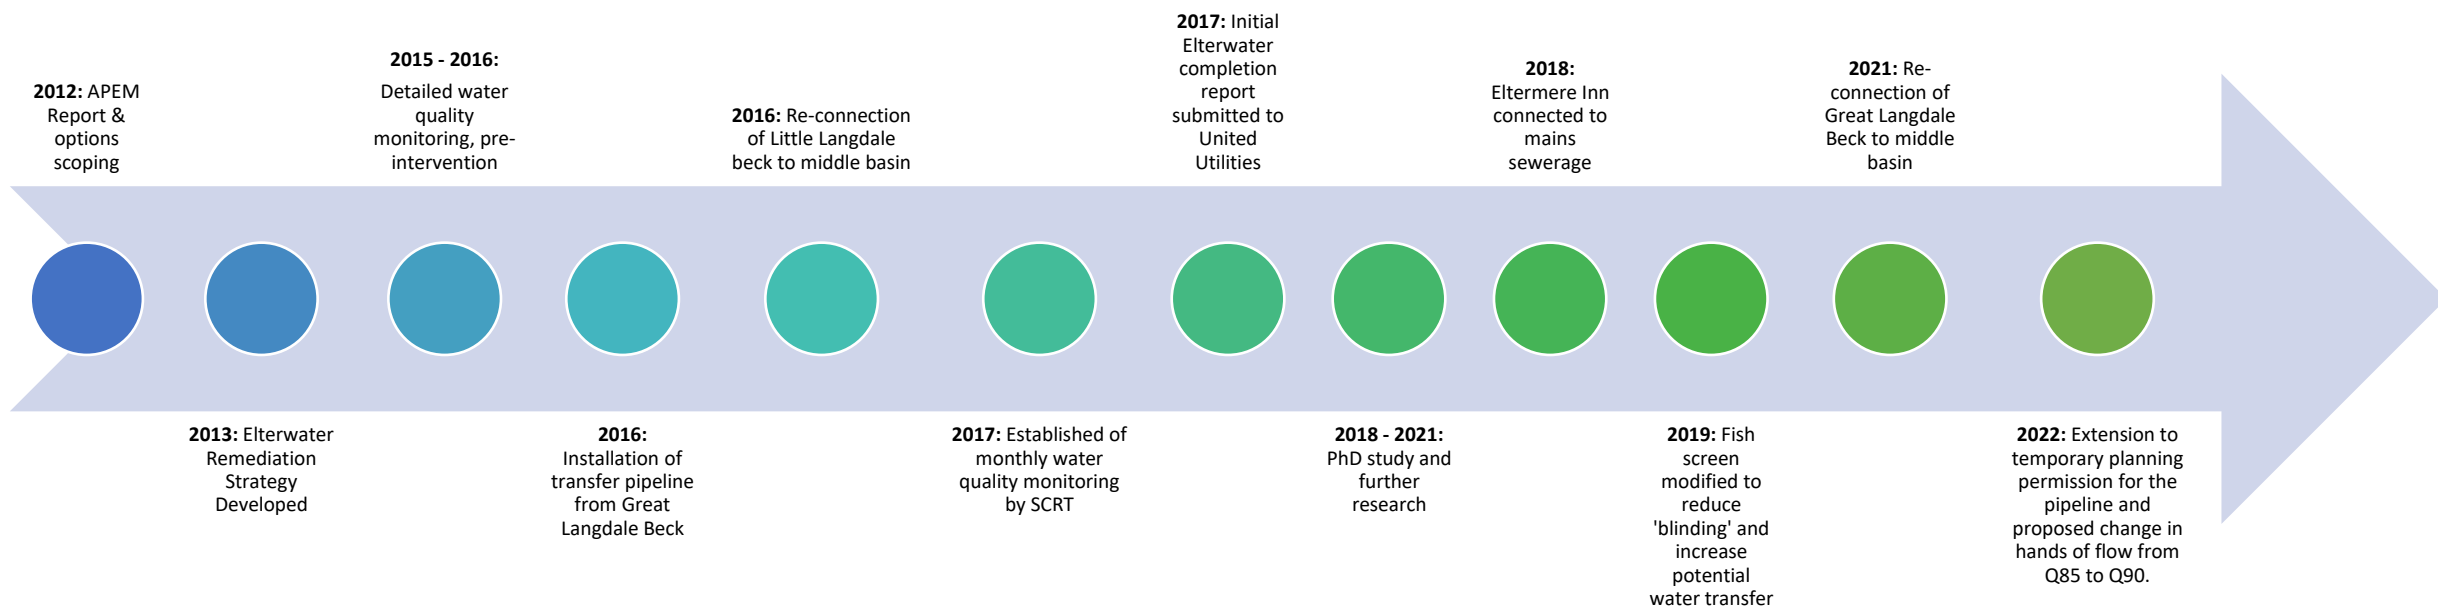 2012: APEM
Report &
options
scoping
2013: Elterwater
Remediation
Strategy
Developed
2015 - 2016:
Detailed water
quality
monitoring, pre-
intervention
2016:
Installation of
transfer pipeline
from Great
Langdale Beck
2016: Re-connection
of Little Langdale
beck to middle basin
2017: Established of
monthly water
quality monitoring
by SCRT
2017: Initial
Elterwater
completion
report
submitted to
United
Utilities
2018 - 2021:
PhD study and
further
research
2018:
Eltermere Inn
connected to
mains
sewerage
2019: Fish
screen
modified to
reduce
'blinding' and
increase
potential
water transfer
2021: Re-
connection of
Great Langdale
Beck to middle
basin
2022: Extension to
temporary planning
permission for the
pipeline and
proposed change in
hands of flow from
Q85 to Q90.